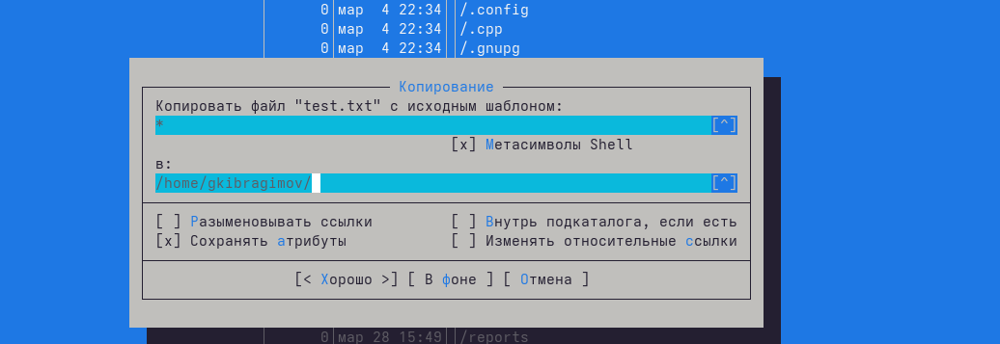 0 мар  4 22:34 /.config
0 мар  4 22:34 /.cpp
0 мар  4 22:34 /.gnupg
Копирование
Копировать файл "test.txt" с исходным шаблоном:
* [^]
[x] Метасимволы Shell
в:
/home/gkibragimov/ [^]
[ ] Разыменовывать ссылки [ ] Внутрь подкаталога, если есть
[x] Сохранять атрибуты [ ] Изменять относительные ссылки
[< Хорошо >] [ В фоне ] [ Отмена ]
0 мар 28 15:49 /reports